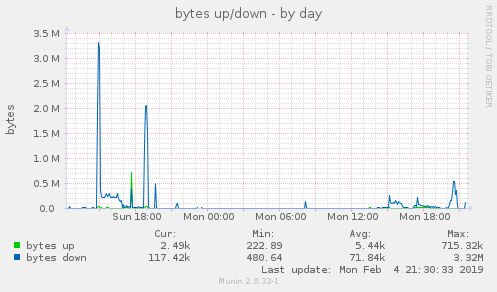 bytes up/down - by day
RRDTOOL / TOBI OETIKER
bytes
3.5 M
3.0 M
2.5 M
2.0 M
1.5 M
1.0 M
0.5 M
0.0
Sun 18:00 Mon 00:00 Mon 06:00 Mon 12:00 Mon 18:00
Cur: Min: Avg: Max:
bytes up 2.49k 222.89 5.44k 715.32k
bytes down 117.42k 480.64 71.84k 3.32M
Last update: Mon Feb 4 21:30:33 2019
Munin 2.0.33-1